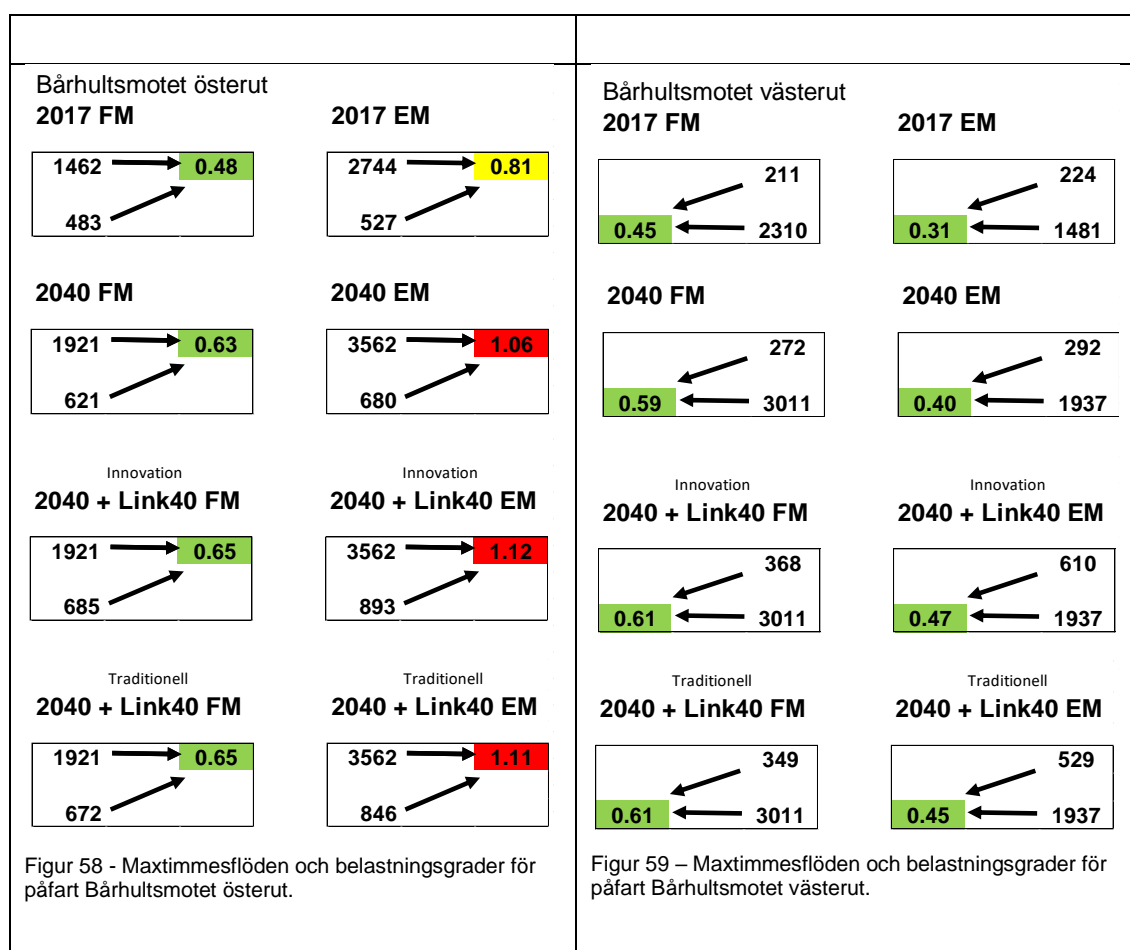 Bårhultsmotet österut
2017 FM 2017 EM
1462 0.48 2744 0.81
483 527
2040 FM 2040 EM
1921 0.63 3562 1.06
621 680
Innovation Innovation
2040 + Link40 FM 2040 + Link40 EM
1921 0.65 3562 1.12
685 893
Traditionell Traditionell
2040 + Link40 FM 2040 + Link40 EM
1921 0.65 3562 1.11
672 846
Figur 58 - Maxtimmesflöden och belastningsgrader för
påfart Bårhultsmotet österut.
Bårhultsmotet västerut
2017 FM 2017 EM
211 224
0.45 2310 0.31 1481
2040 FM 2040 EM
272 292
0.59 3011 0.40 1937
Innovation Innovation
2040 + Link40 FM 2040 + Link40 EM
368 610
0.61 3011 0.47 1937
Traditionell Traditionell
2040 + Link40 FM 2040 + Link40 EM
349 529
0.61 3011 0.45 1937
Figur 59 – Maxtimmesflöden och belastningsgrader för
påfart Bårhultsmotet västerut.